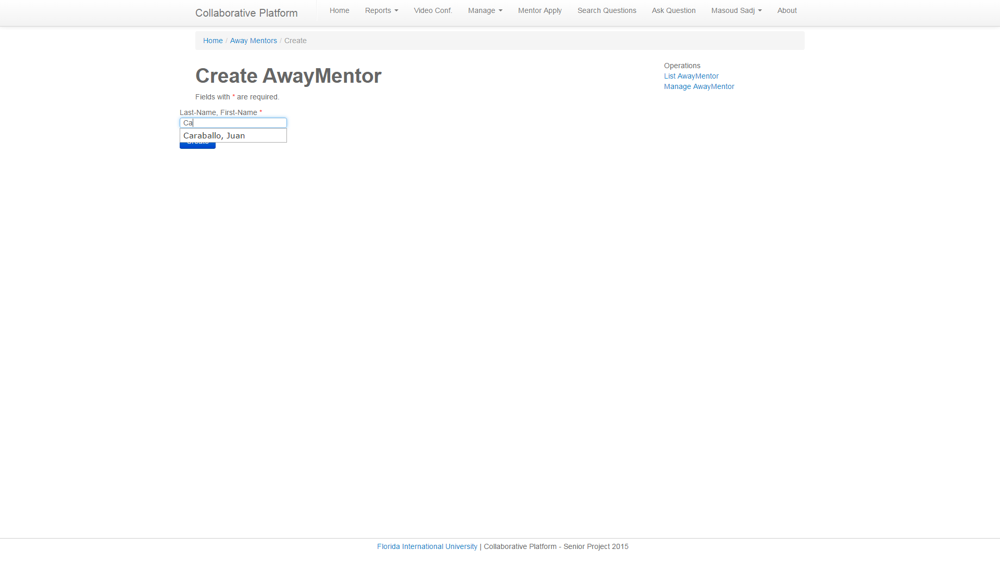 Collaborative Platform
Home Reports Video Conf. Manage Mentor Apply Search Questions Ask Question Masoud Sadj About
Home / Away Mentors / Create
Create AwayMentor
Fields with * are required.
Last-Name, First-Name *
Ca
Caraballo, Juan
Create
Operations
List AwayMentor
Manage AwayMentor
Florida International University | Collaborative Platform - Senior Project 2015